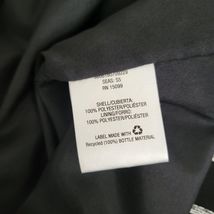 SEAS: SS
RN 15099
SHELL/CUBIERTA:
100% POLYESTER/POLIÉSTER
LINING/FORRO:
100% POLYESTER/POLIÉSTER
LABEL MADE WITH
Recycled (100%) BOTTLE MATERIAL